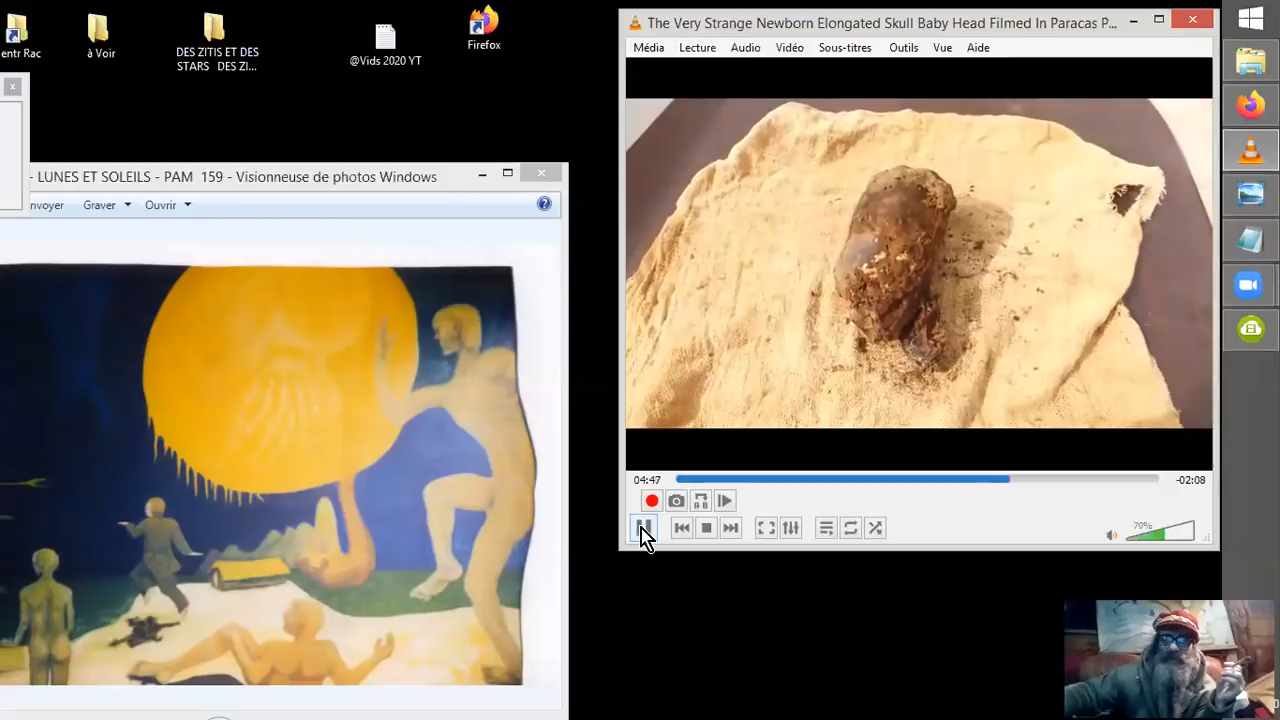 entr Rac
à Voir
DES ZITIS ET DES
STARS DES ZI...
@Vids 2020 YT
Firefox
The Very Strange Newborn Elongated Skull Baby Head Filmed In Paracas P...
Média Lecture Audio Vidéo Sous-titres Outils Vue Aide
- LUNES ET SOLEILS - PAM 159 - Visionneuse de photos Windows
nvoyer Graver Ouvrir
04:47 -02:08
70%